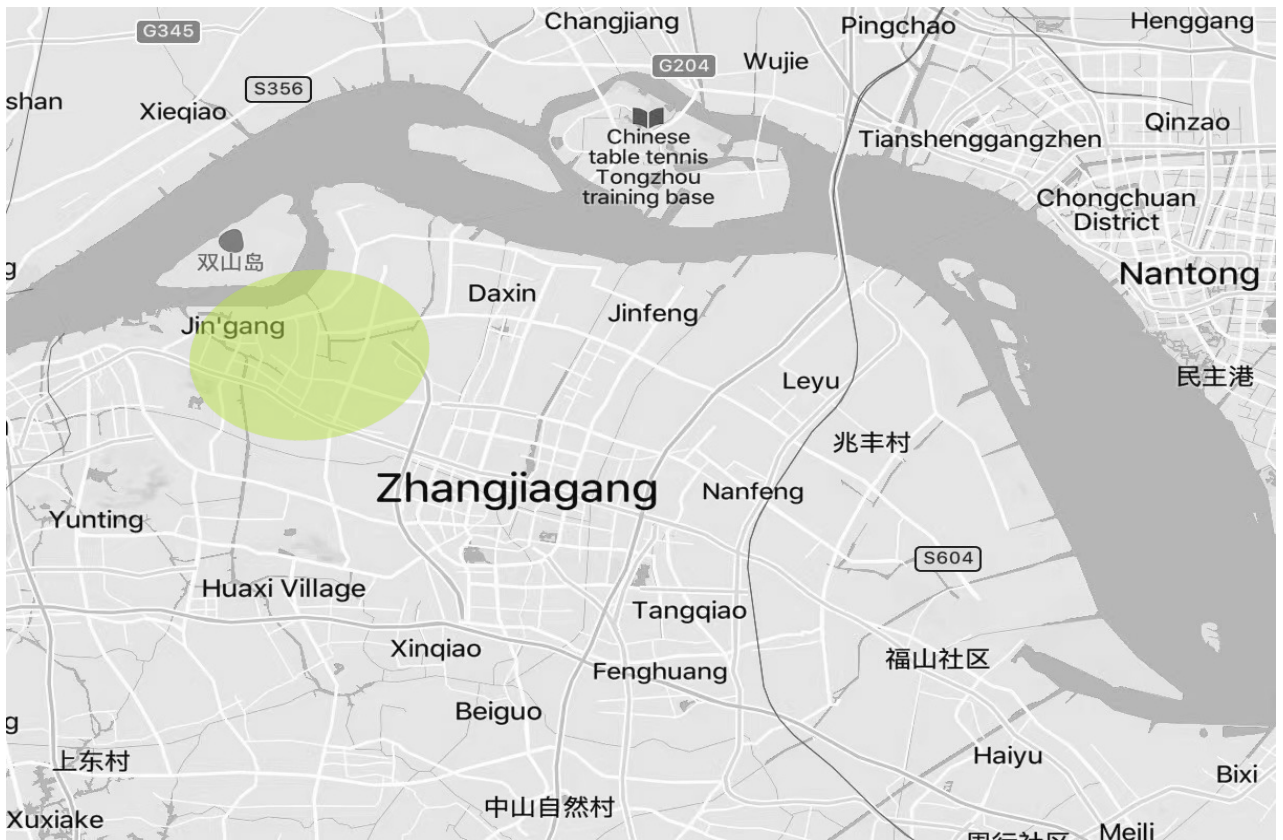 Changjiang
Pingchao
Henggang
G345
G204
Wujie
S356
shan
Xieqiao
Chinese
table tennis
Tongzhou
training base
Tianshenggangzhen
Qinzao
Chongchuan
District
双山岛
g
Nantong
Daxin
Jinfeng
Jin'gang
Leyu
民主港
兆丰村
Zhangjiagang
Nanfeng
Yunting
S604
Huaxi Village
Tangqiao
Xinqiao
Fenghuang
福山社区
Beiguo
g
上东村
Haiyu
Bixi
中山自然村
Xuxiake
Meili